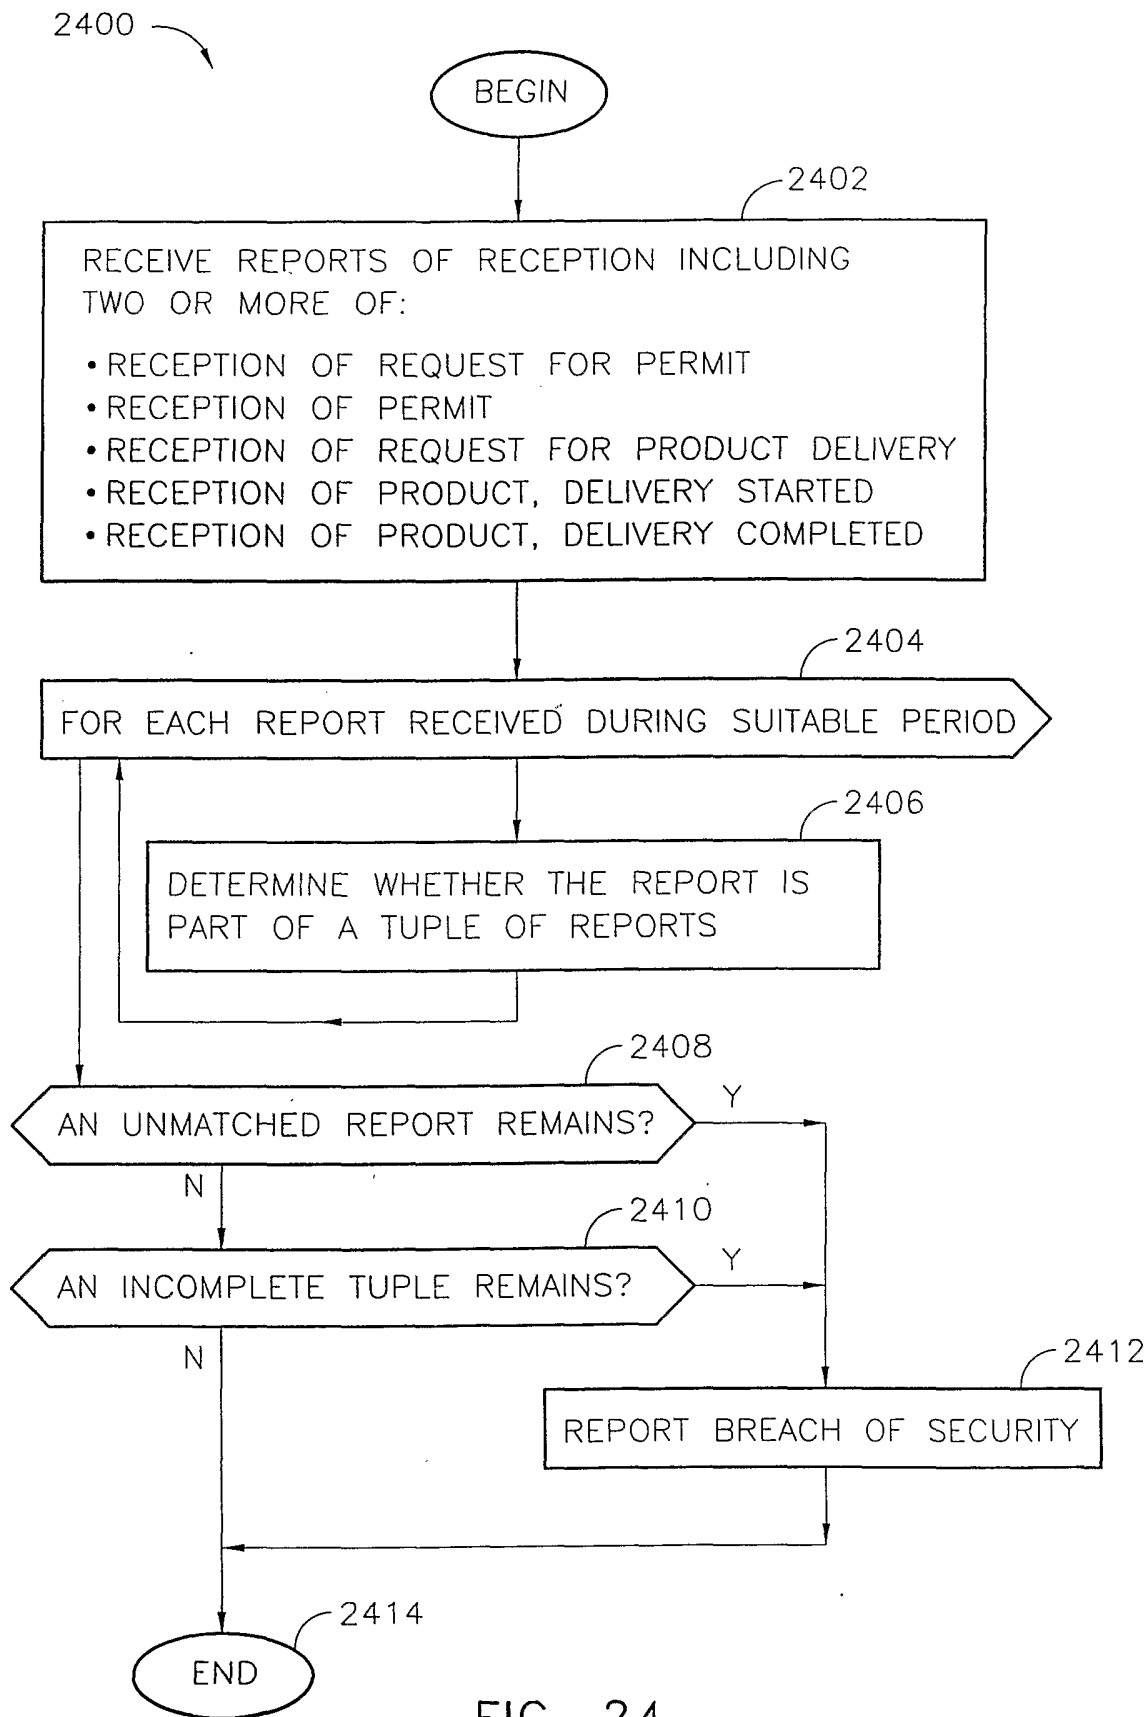 2400
BEGIN
2402
RECEIVE REPORTS OF RECEPTION INCLUDING
TWO OR MORE OF:
• RECEPTION OF REQUEST FOR PERMIT
• RECEPTION OF PERMIT
• RECEPTION OF REQUEST FOR PRODUCT DELIVERY
• RECEPTION OF PRODUCT, DELIVERY STARTED
• RECEPTION OF PRODUCT, DELIVERY COMPLETED
2404
FOR EACH REPORT RECEIVED DURING SUITABLE PERIOD
2406
DETERMINE WHETHER THE REPORT IS
PART OF A TUPLE OF REPORTS
2408
AN UNMATCHED REPORT REMAINS?
Y
N
2410
AN INCOMPLETE TUPLE REMAINS?
Y
N
2412
REPORT BREACH OF SECURITY
2414
END
FIG. 24